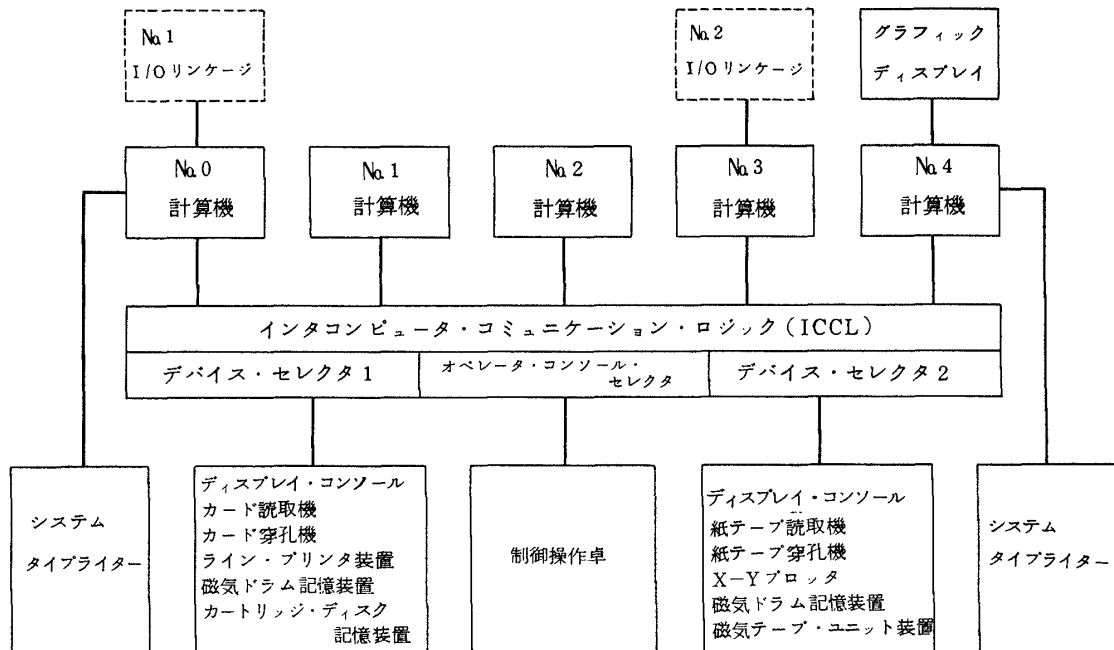 No.1
I/Oリンケージ
No.2
I/Oリンケージ
グラフィック
ディスプレイ
No.0
計算機
No.1
計算機
No.2
計算機
No.3
計算機
No.4
計算機
インタコンピュータ・コミュニケーション・ロジック(ICCL)
デバイス・セレクタ1
オペレータ・コンソール・
セレクタ
デバイス・セレクタ2
システム
タイプライター
ディスプレイ・コンソール
カード読取機
カード穿孔機
ライン・プリンタ装置
磁気ドラム記憶装置
カートリッジ・ディスク
記憶装置
制御操作卓
ディスプレイ・コンソール
紙テープ読取機
紙テープ穿孔機
X-Yプロッタ
磁気ドラム記憶装置
磁気テープ・ユニット装置
システム
タイプライター